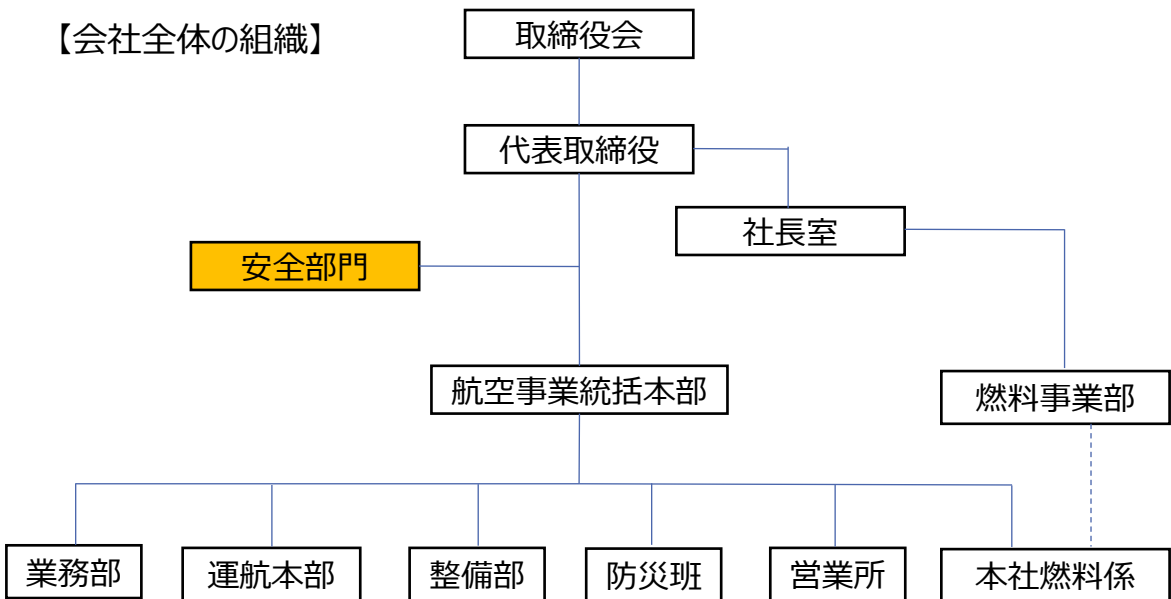 【会社全体の組織】
取締役会
代表取締役
社長室
安全部門
航空事業統括本部
燃料事業部
業務部
運航本部
整備部
防災班
営業所
本社燃料係